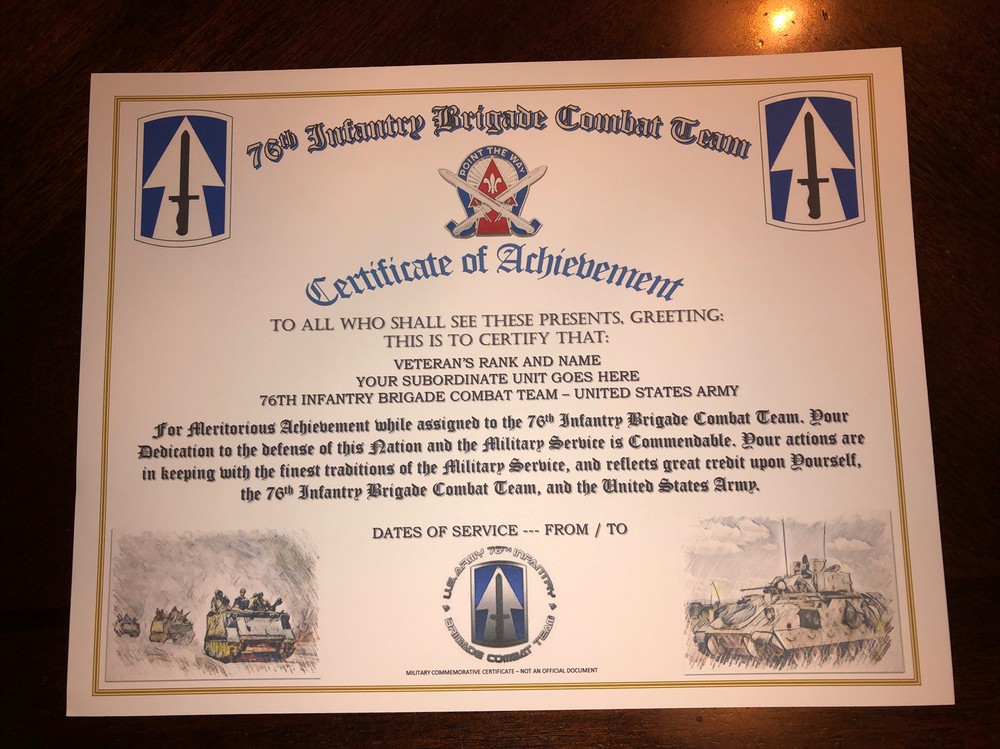 76th Infantry Brigade Combat Team
POINT THE WAY
Certificate of Achievement
TO ALL WHO SHALL SEE THESE PRESENTS, GREETING:
THIS IS TO CERTIFY THAT:
VETERAN'S RANK AND NAME
YOUR SUBORDINATE UNIT GOES HERE
76TH INFANTRY BRIGADE COMBAT TEAM – UNITED STATES ARMY
For Meritorious Achievement while assigned to the 76th Infantry Brigade Combat Team. Your
Dedication to the defense of this Nation and the Military Service is Commendable. Your actions are
in keeping with the finest traditions of the Military Service, and reflects great credit upon Yourself,
the 76th Infantry Brigade Combat Team, and the United States Army.
DATES OF SERVICE --- FROM / TO
U.S. ARMY 76TH INFANTRY
BRIGADE COMBAT TEAM
MILITARY COMMEMORATIVE CERTIFICATE – NOT AN OFFICIAL DOCUMENT